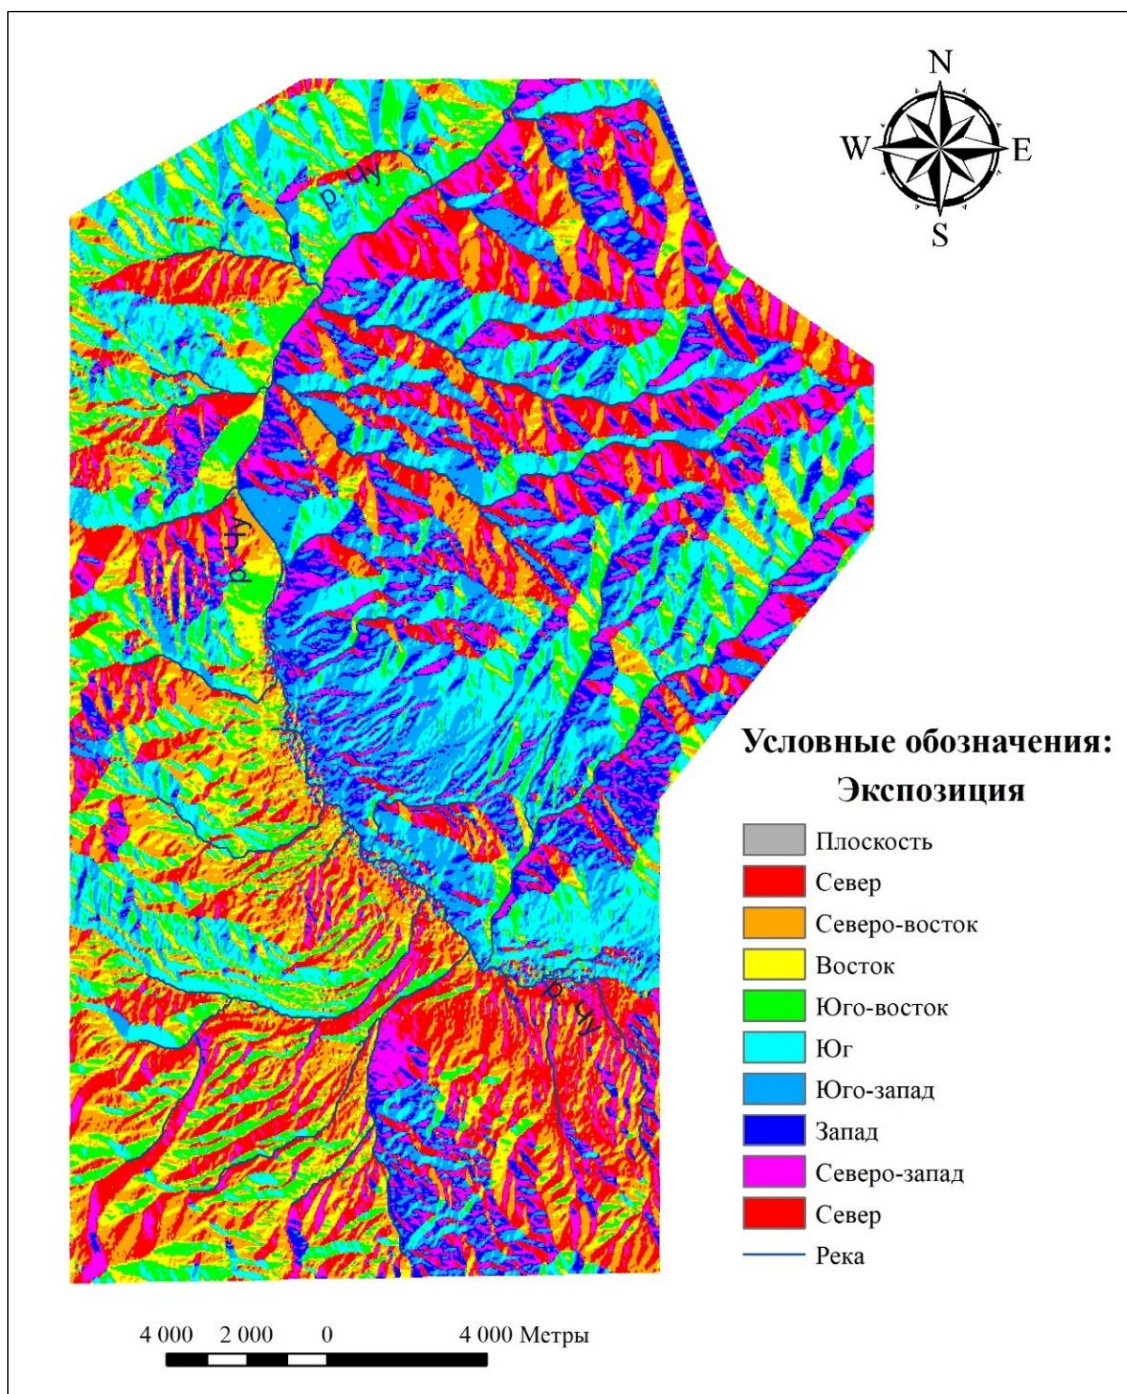 N
W E
S
р. Чу
р. Чу
Условные обозначения:
Экспозиция
Плоскость
Север
Северо-восток
Восток
Юго-восток
Юг
Юго-запад
Запад
Северо-запад
Север
Река
р. Чу
4 000 2 000 0 4 000 Метры